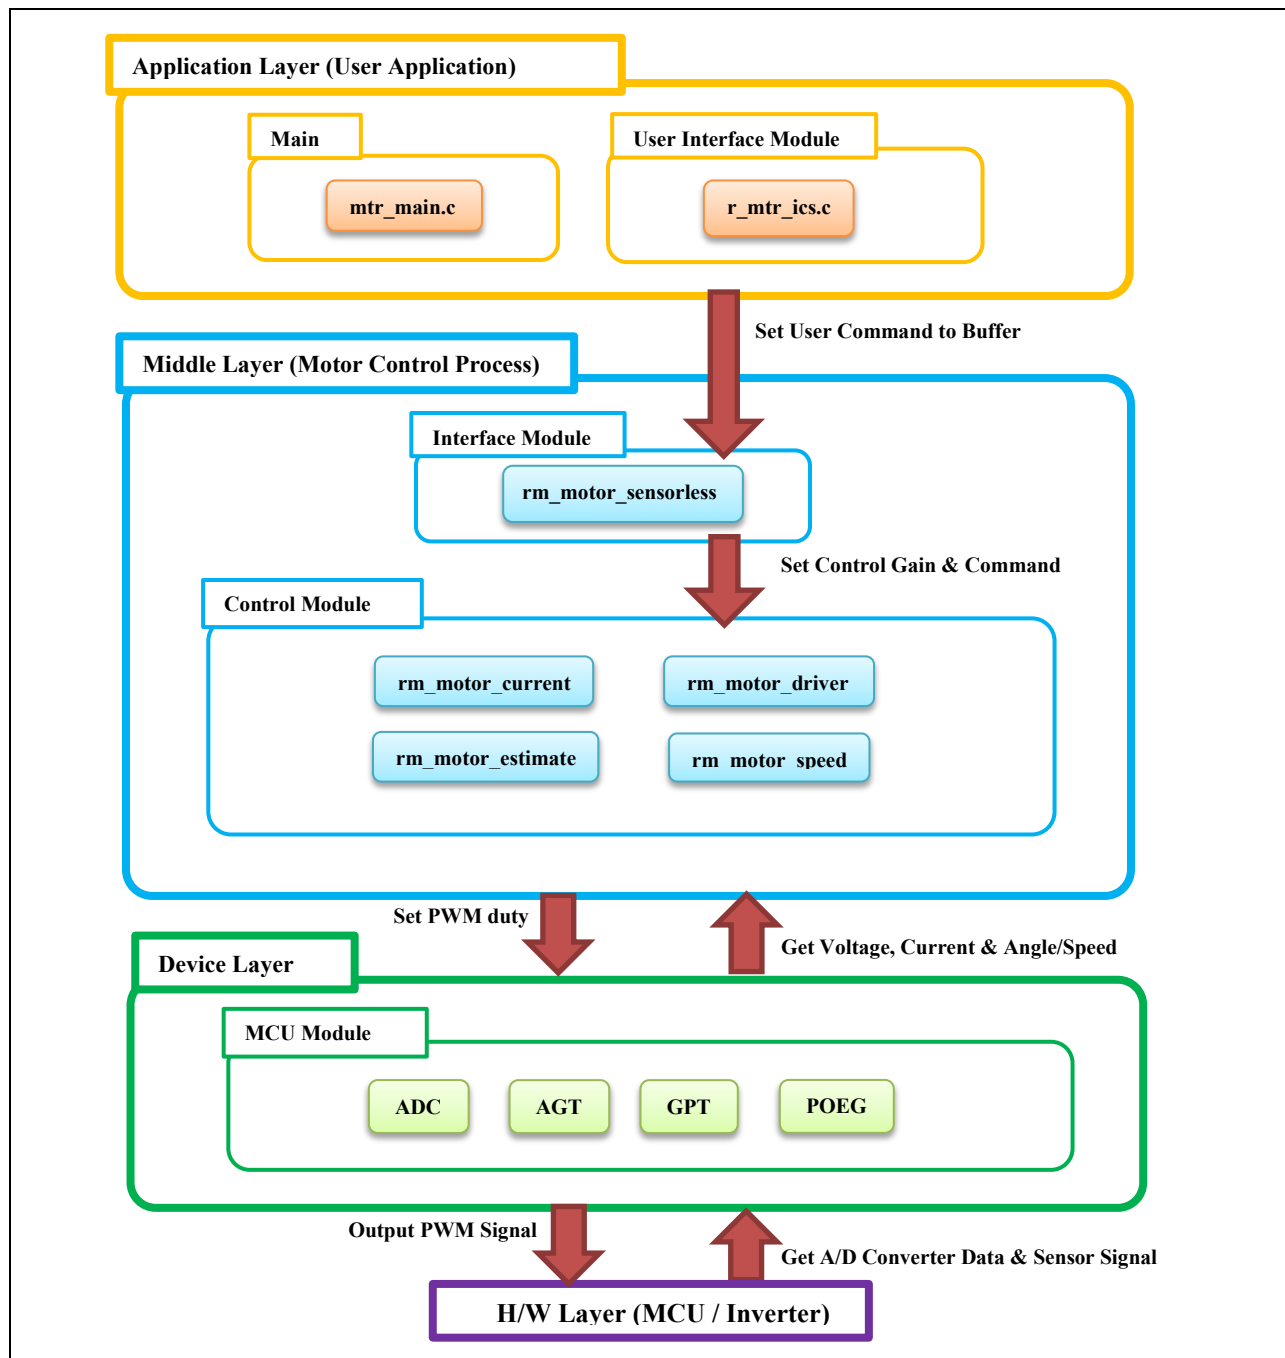 Application Layer (User Application)
Main
User Interface Module
mtr_main.c
r_mtr_ics.c
Set User Command to Buffer
Middle Layer (Motor Control Process)
Interface Module
rm_motor_sensorless
Set Control Gain & Command
Control Module
rm_motor_current
rm_motor_driver
rm_motor_estimate
rm_motor_speed
Set PWM duty
Get Voltage, Current & Angle/Speed
Device Layer
MCU Module
ADC
AGT
GPT
POEG
Output PWM Signal
Get A/D Converter Data & Sensor Signal
H/W Layer (MCU / Inverter)